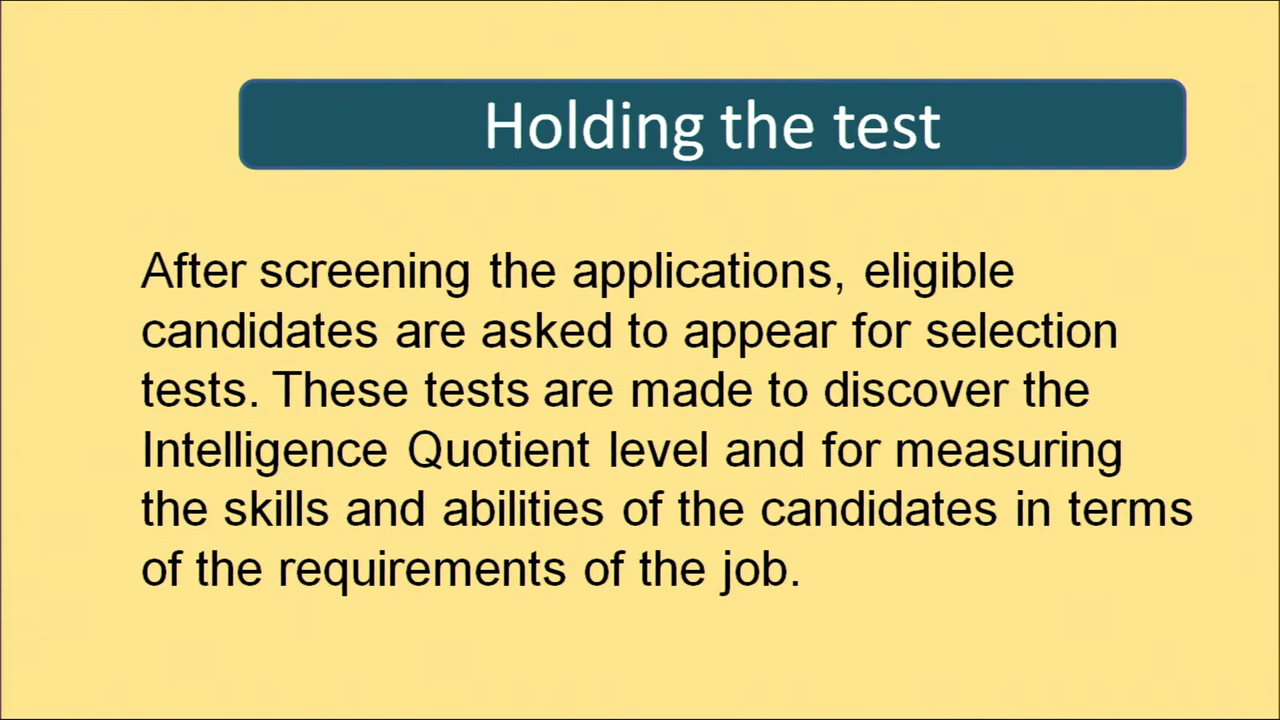 Holding the test
After screening the applications, eligible
candidates are asked to appear for selection
tests. These tests are made to discover the
Intelligence Quotient level and for measuring
the skills and abilities of the candidates in terms
of the requirements of the job.